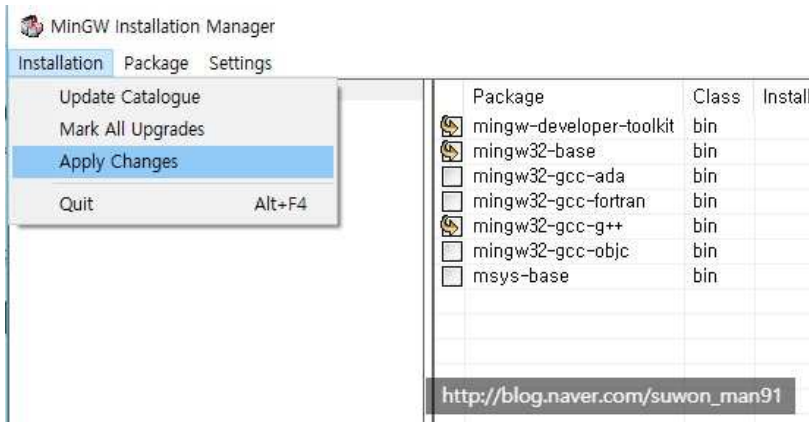 MinGW Installation Manager
Installation Package Settings
Update Catalogue
Mark All Upgrades
Apply Changes
Quit Alt+F4
Package Class Install
mingw-developer-toolkit bin
mingw32-base bin
mingw32-gcc-ada bin
mingw32-gcc-fortran bin
mingw32-gcc-g++ bin
mingw32-gcc-objc bin
msys-base bin
http://blog.naver.com/suwon_man91